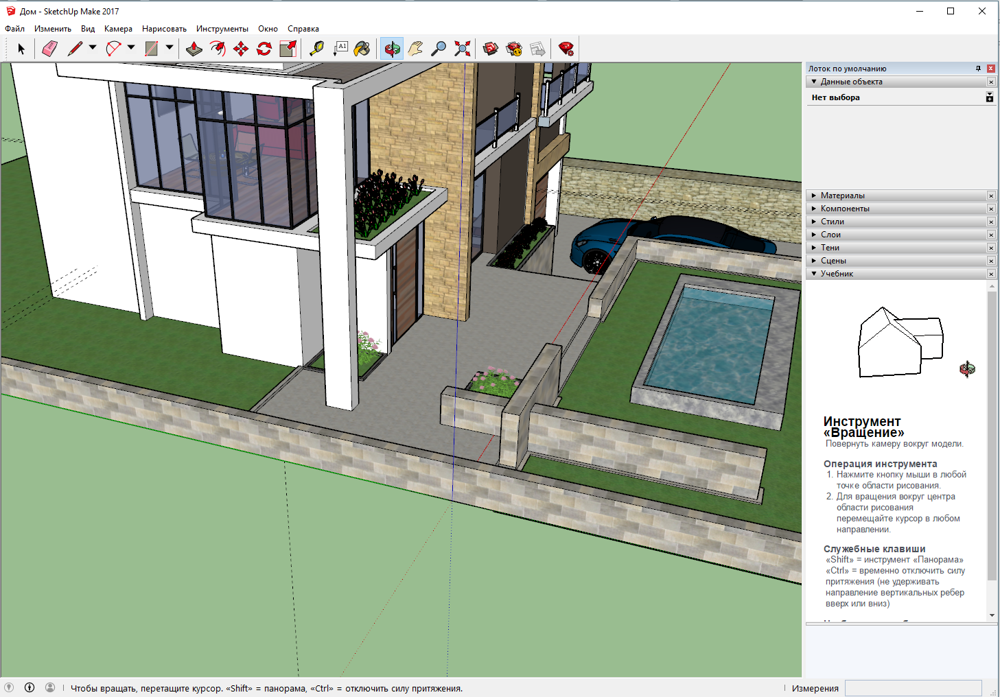 Дом - SketchUp Make 2017
Файл Изменить Вид Камера Нарисовать Инструменты Окно Справка
A1
Лоток по умолчанию
Данные объекта
Нет выбора
Материалы
Компоненты
Стили
Слои
Тени
Сцены
Учебник
Инструмент
«Вращение»
Повернуть камеру вокруг модели.
Операция инструмента
1. Нажмите кнопку мыши в любой
точке области рисования.
2. Для вращения вокруг центра
области рисования
перемещайте курсор в любом
направлении.
Служебные клавиши
«Shift» = инструмент «Панорама»
«Ctrl» = временно отключить силу
притяжения (не удерживать
направление вертикальных ребер
вверх или вниз)
Чтобы вращать, перетащите курсор. «Shift» = панорама, «Ctrl» = отключить силу притяжения.
Измерения